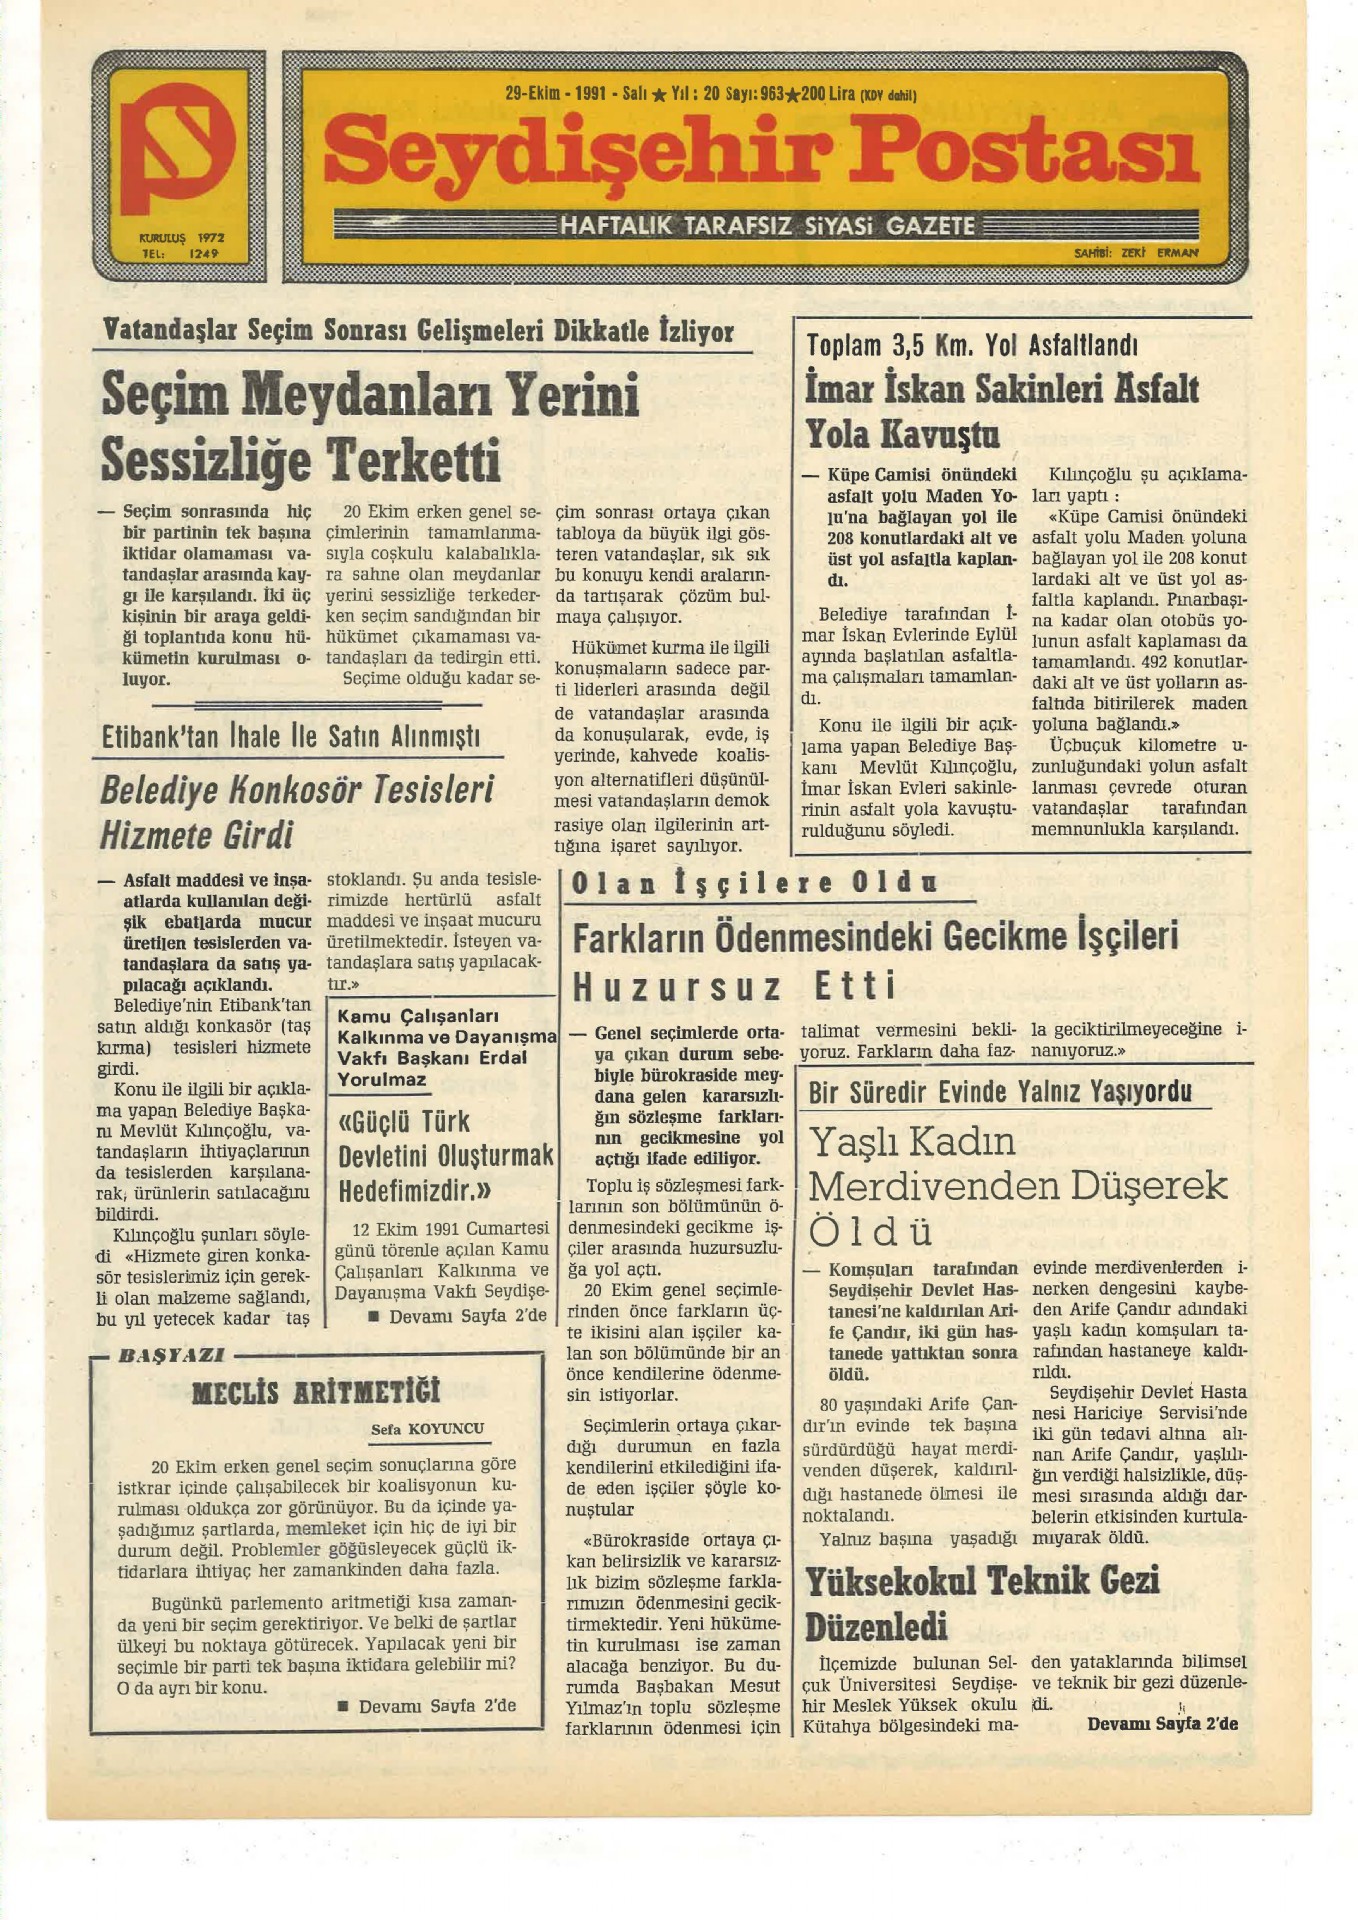 29-Ekim - 1991 - Salı ★ Yıl : 20 Sayı: 963 ★ 200 Lira (KDV dahil)
Seydişehir Postası
HAFTALIK TARAFSIZ SİYASİ GAZETE
SAHİBİ: ZEKİ ERMAN
KURULUŞ 1972
TEL: 1249
Vatandaşlar Seçim Sonrası Gelişmeleri Dikkatle İzliyor
Seçim Meydanları Yerini
Sessizliğe Terketti
— Seçim sonrasında hiç
bir partinin tek başına
iktidar olamaması va-
tandaşlar arasında kay-
gı ile karşılandı. İki üç
kişinin bir araya geldi-
ği toplantıda konu hü-
kümetin kurulması o-
luyor.
20 Ekim erken genel se-
çimlerinin tamamlanma-
sıyla coşkulu kalabalıkla-
ra sahne olan meydanlar
yerini sessizliğe terkeder-
ken seçim sandığından bir
hükümet çıkamaması va-
tandaşları da tedirgin etti.
Seçime olduğu kadar se-
çim sonrası ortaya çıkan
tabloya da büyük ilgi gös-
teren vatandaşlar, sık sık
bu konuyu kendi araların-
da tartışarak çözüm bul-
maya çalışıyor.
Hükümet kurma ile ilgili
konuşmaların sadece par-
ti liderleri arasında değil
de vatandaşlar arasında
da konuşularak, evde, iş
yerinde, kahvede koalis-
yon alternatifleri düşünül-
mesi vatandaşların demok
rasiye olan ilgilerinin art-
tığına işaret sayılıyor.
Toplam 3,5 Km. Yol Asfaltlandı
İmar İskan Sakinleri Asfalt
Yola Kavuştu
— Küpe Camisi önündeki
asfalt yolu Maden Yo-
lu'na bağlayan yol ile
208 konutlardaki alt ve
üst yol asfaltla kaplan-
dı.
Belediye tarafından İ-
mar İskan Evlerinde Eylül
ayında başlatılan asfaltla-
ma çalışmaları tamamlan-
dı.
Konu ile ilgili bir açık-
lama yapan Belediye Baş-
kanı Mevlüt Kılınçoğlu,
İmar İskan Evleri sakinle-
rinin asfalt yola kavuştu-
rulduğunu söyledi.
Kılınçoğlu şu açıklama-
ları yaptı :
«Küpe Camisi önündeki
asfalt yolu Maden yoluna
bağlayan yol ile 208 konut
lardaki alt ve üst yol as-
faltla kaplandı. Pınarbaşı-
na kadar olan otobüs yo-
lunun asfalt kaplaması da
tamamlandı. 492 konutlar-
daki alt ve üst yolların as-
faltıda bitirilerek maden
yoluna bağlandı.»
Üçbuçuk kilometre u-
zunluğundaki yolun asfalt
lanması çevrede oturan
vatandaşlar tarafından
memnunlukla karşılandı.
Etibank'tan İhale İle Satın Alınmıştı
Belediye Konkosör Tesisleri
Hizmete Girdi
— Asfalt maddesi ve inşa-
atlarda kullanılan deği-
şik ebatlarda mucur
üretilen tesislerden va-
tandaşlara da satış ya-
pılacağı açıklandı.
Belediye'nin Etibank'tan
satın aldığı konkasör (taş
kırma) tesisleri hizmete
girdi.
Konu ile ilgili bir açıkla-
ma yapan Belediye Başka-
nı Mevlüt Kılınçoğlu, va-
tandaşların ihtiyaçlarının
da tesislerden karşılana-
rak, ürünlerin satılacağını
bildirdi.
Kılınçoğlu şunları söyle-
di «Hizmete giren konka-
sör tesislerimiz için gerek-
li olan malzeme sağlandı,
bu yıl yetecek kadar taş
stoklandı. Şu anda tesisle-
rimizde hertürlü asfalt
maddesi ve inşaat mucuru
üretilmektedir. İsteyen va-
tandaşlara satış yapılacak-
tır.»
Kamu Çalışanları
Kalkınma ve Dayanışma
Vakfı Başkanı Erdal
Yorulmaz
«Güçlü Türk
Devletini Oluşturmak
Hedefimizdir.»
12 Ekim 1991 Cumartesi
günü törenle açılan Kamu
Çalışanları Kalkınma ve
Dayanışma Vakfı Seydişe-
■ Devamı Sayfa 2'de
Olan İşçilere Oldu
Farkların Ödenmesindeki Gecikme İşçileri
Huzursuz Etti
— Genel seçimlerde orta-
ya çıkan durum sebe-
biyle bürokraside mey-
dana gelen kararsızlı-
ğın sözleşme farkları-
nın gecikmesine yol
açtığı ifade ediliyor.
Toplu iş sözleşmesi fark-
larının son bölümünün ö-
denmesindeki gecikme iş-
çiler arasında huzursuzlu-
ğa yol açtı.
20 Ekim genel seçimle-
rinden önce farkların üç-
te ikisini alan işçiler ka-
lan son bölümünde bir an
önce kendilerine ödenme-
sin istiyorlar.
Seçimlerin ortaya çıkar-
dığı durumun en fazla
kendilerini etkilediğini ifa-
de eden işçiler şöyle ko-
nuştular
«Bürokraside ortaya çı-
kan belirsizlik ve kararsız-
lık bizim sözleşme farkla-
rımızın ödenmesini gecik-
tirmektedir. Yeni hüküme-
tin kurulması ise zaman
alacağa benziyor. Bu du-
rumda Başbakan Mesut
Yılmaz'ın toplu sözleşme
farklarının ödenmesi için
talimat vermesini bekli-
yoruz. Farkların daha faz-
la geciktirilmeyeceğine i-
nanıyoruz.»
Bir Süredir Evinde Yalnız Yaşıyordu
Yaşlı Kadın
Merdivenden Düşerek
Öldü
— Komşuları tarafından
Seydişehir Devlet Has-
tanesi'ne kaldırılan Ari-
fe Çandır, iki gün has-
tanede yattıktan sonra
öldü.
80 yaşındaki Arife Çan-
dır'ın evinde tek başına
sürdürdüğü hayat merdi-
venden düşerek, kaldırıl-
dığı hastanede ölmesi ile
noktalandı.
Yalnız başına yaşadığı
evinde merdivenlerden i-
nerken dengesini kaybe-
den Arife Çandır adındaki
yaşlı kadın komşuları ta-
rafından hastaneye kaldı-
rıldı.
Seydişehir Devlet Hasta
nesi Hariciye Servisi'nde
iki gün tedavi altına alı-
nan Arife Çandır, yaşlılı-
ğın verdiği halsizlikle, düş-
mesi sırasında aldığı dar-
belerin etkisinden kurtula-
mıyarak öldü.
BAŞYAZI
MECLİS ARİTMETİĞİ
Sefa KOYUNCU
20 Ekim erken genel seçim sonuçlarına göre
istkrar içinde çalışabilecek bir koalisyonun ku-
rulması oldukça zor görünüyor. Bu da içinde ya-
şadığımız şartlarda, memleket için hiç de iyi bir
durum değil. Problemler göğüsleyecek güçlü ik-
tidarlara ihtiyaç her zamankinden daha fazla.
Bugünkü parlemento aritmetiği kısa zaman-
da yeni bir seçim gerektiriyor. Ve belki de şartlar
ülkeyi bu noktaya götürecek. Yapılacak yeni bir
seçimle bir parti tek başına iktidara gelebilir mi?
O da ayrı bir konu.
■ Devamı Sayfa 2'de
Yüksekokul Teknik Gezi
Düzenledi
İlçemizde bulunan Sel-
çuk Üniversitesi Seydişe-
hir Meslek Yüksek okulu
Kütahya bölgesindeki ma-
den yataklarında bilimsel
ve teknik bir gezi düzenle-
di.
Devamı Sayfa 2'de